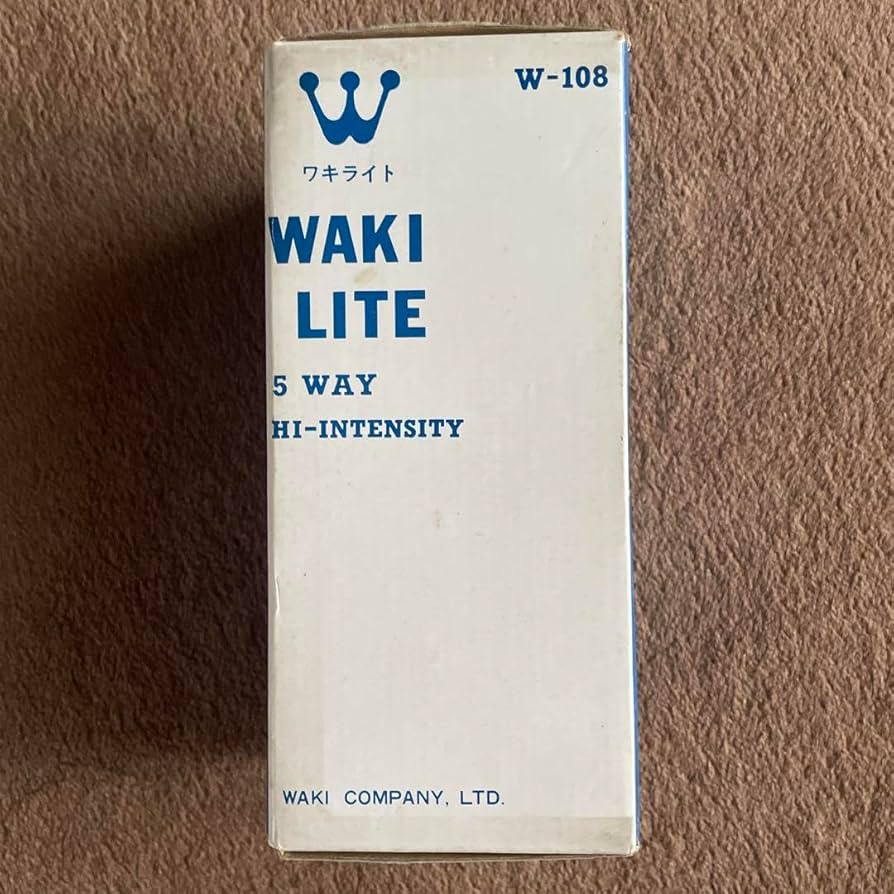 W-108
ワキライト
WAKI
LITE
5 WAY
HI-INTENSITY
WAKI COMPANY, LTD.